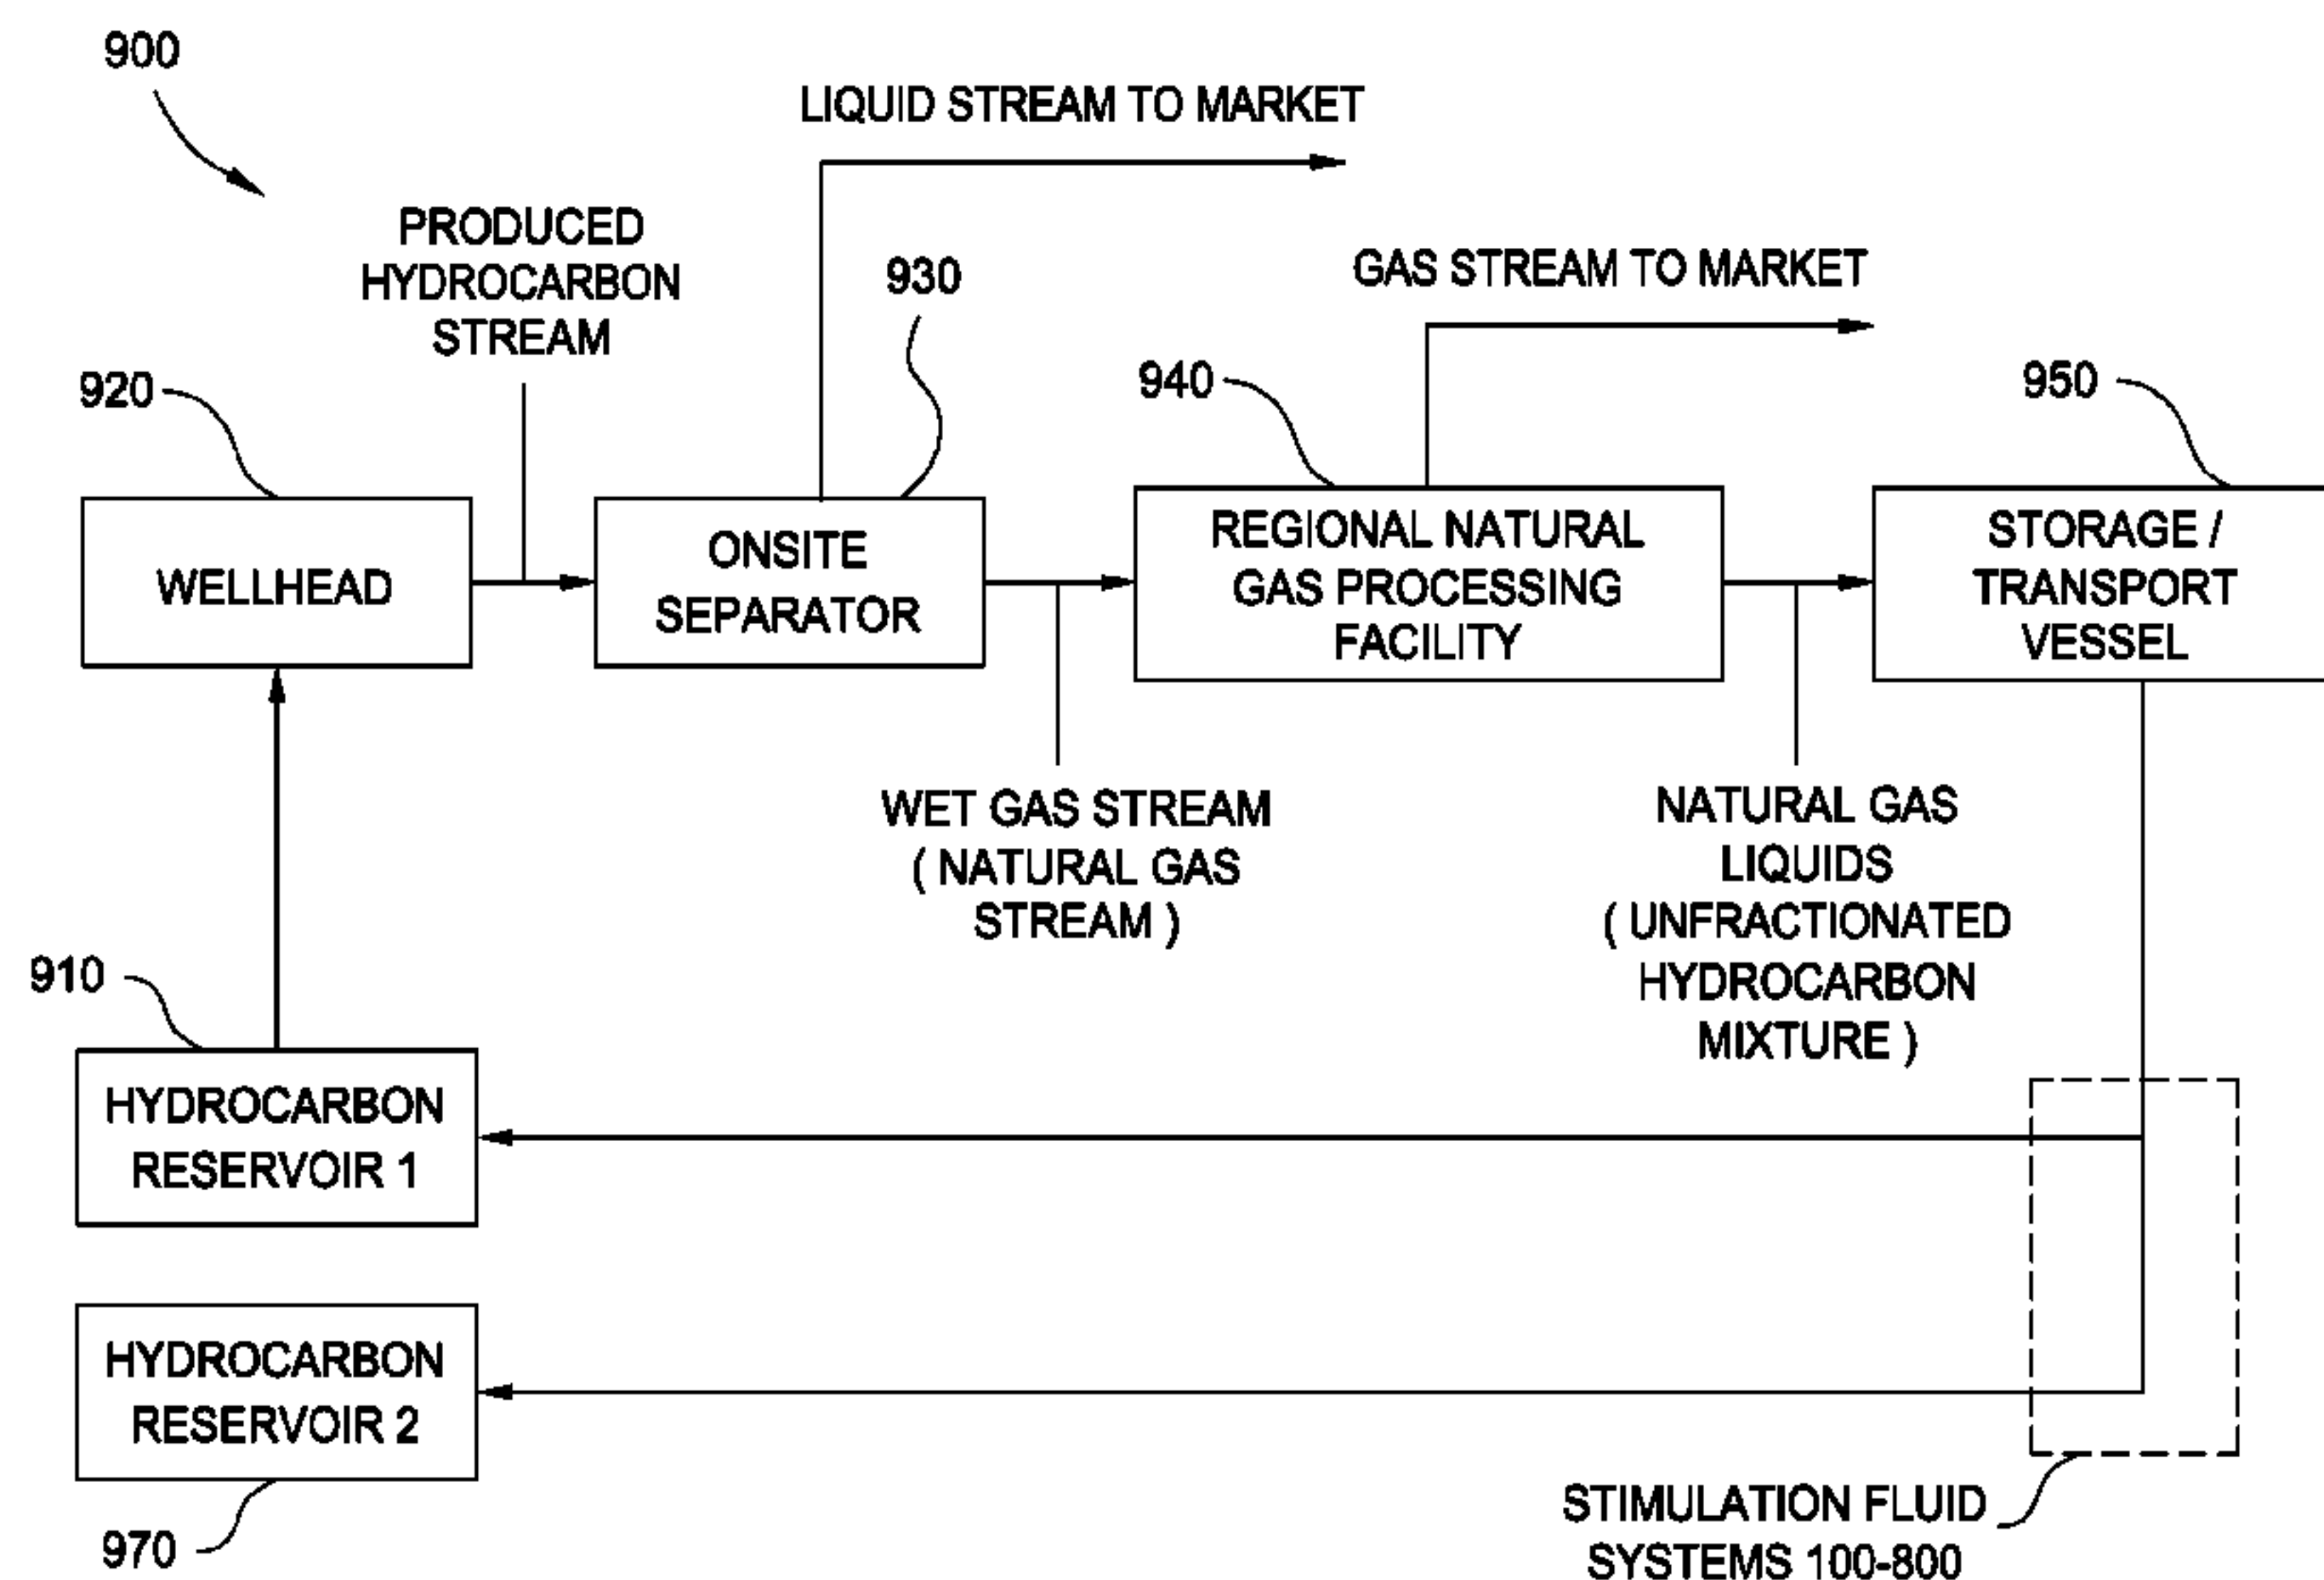 900
LIQUID STREAM TO MARKET
PRODUCED
HYDROCARBON
STREAM
930
GAS STREAM TO MARKET
920
940
950
WELLHEAD
ONSITE
SEPARATOR
REGIONAL NATURAL
GAS PROCESSING
FACILITY
STORAGE /
TRANSPORT
VESSEL
WET GAS STREAM
( NATURAL GAS
STREAM )
NATURAL GAS
LIQUIDS
( UNFRACTIONATED
HYDROCARBON
MIXTURE )
910
HYDROCARBON
RESERVOIR 1
HYDROCARBON
RESERVOIR 2
970
STIMULATION FLUID
SYSTEMS 100-800